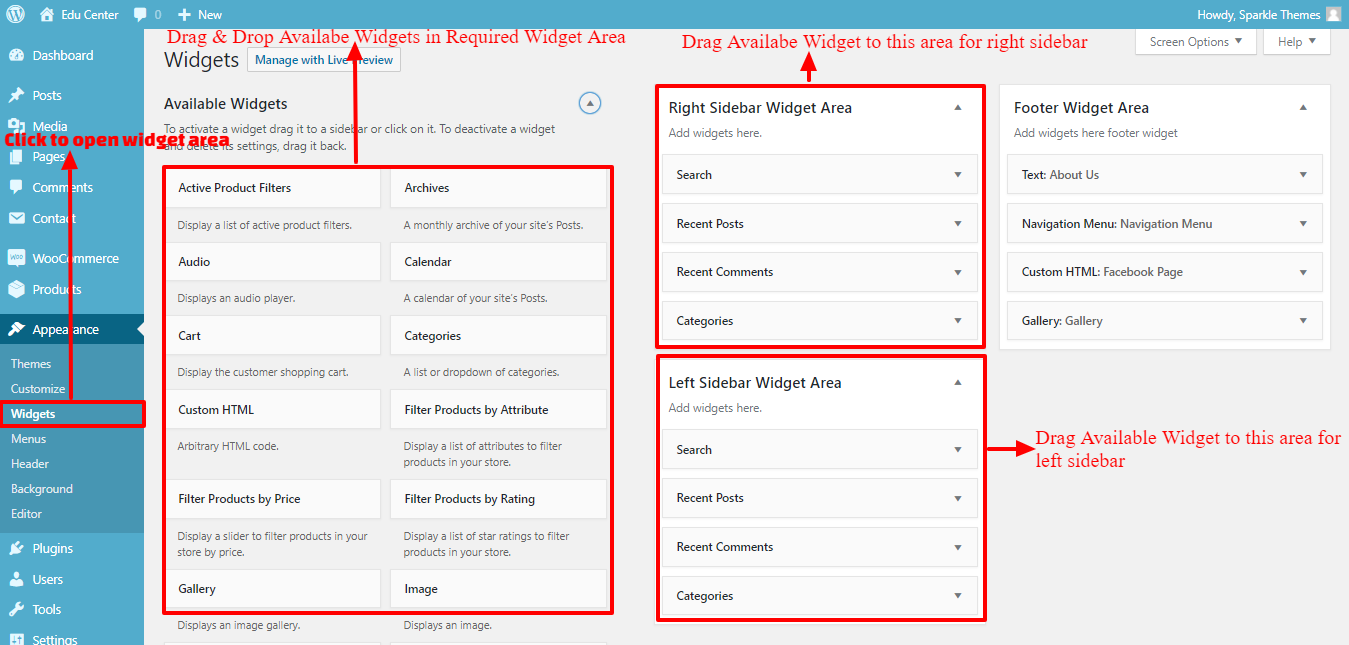 Edu Center
0
New
Howdy, Sparkle Themes
Dashboard
Posts
Media
Click to open widget area
Pages
Comments
Contact
WooCommerce
Products
Appearance
Themes
Customize
Widgets
Menus
Header
Background
Editor
Plugins
Users
Tools
Settings
Drag & Drop Availabe Widgets in Required Widget Area
Widgets
Manage with Live Preview
Screen Options
Help
Available Widgets
To activate a widget drag it to a sidebar or click on it. To deactivate a widget
and delete its settings, drag it back.
Active Product Filters
Display a list of active product filters.
Archives
A monthly archive of your site's Posts.
Audio
Displays an audio player.
Calendar
A calendar of your site's Posts.
Cart
Display the customer shopping cart.
Categories
A list or dropdown of categories.
Custom HTML
Arbitrary HTML code.
Filter Products by Attribute
Display a list of attributes to filter
products in your store.
Filter Products by Price
Display a slider to filter products in your
store by price.
Filter Products by Rating
Display a list of star ratings to filter
products in your store.
Gallery
Displays an image gallery.
Image
Displays an image.
Drag Availabe Widget to this area for right sidebar
Right Sidebar Widget Area
Add widgets here.
Search
Recent Posts
Recent Comments
Categories
Left Sidebar Widget Area
Add widgets here.
Search
Recent Posts
Recent Comments
Categories
Footer Widget Area
Add widgets here footer widget
Text: About Us
Navigation Menu: Navigation Menu
Custom HTML: Facebook Page
Gallery: Gallery
Drag Available Widget to this area for
left sidebar